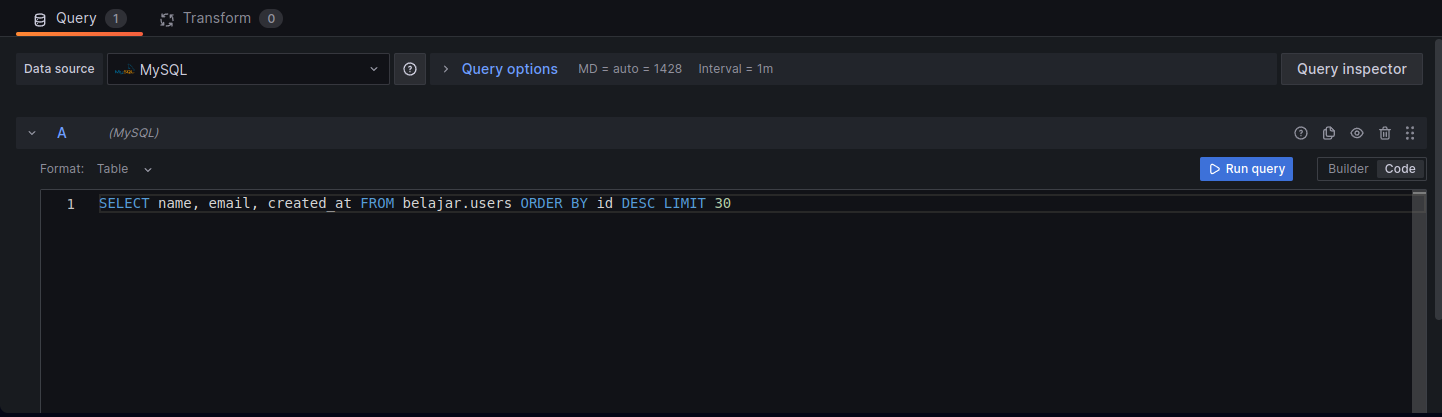 Query 1 Transform 0
Data source MySQL MySQL Query options MD = auto = 1428 Interval = 1m Query inspector
A (MySQL)
Format: Table Run query Builder Code
1 SELECT name, email, created_at FROM belajar.users ORDER BY id DESC LIMIT 30